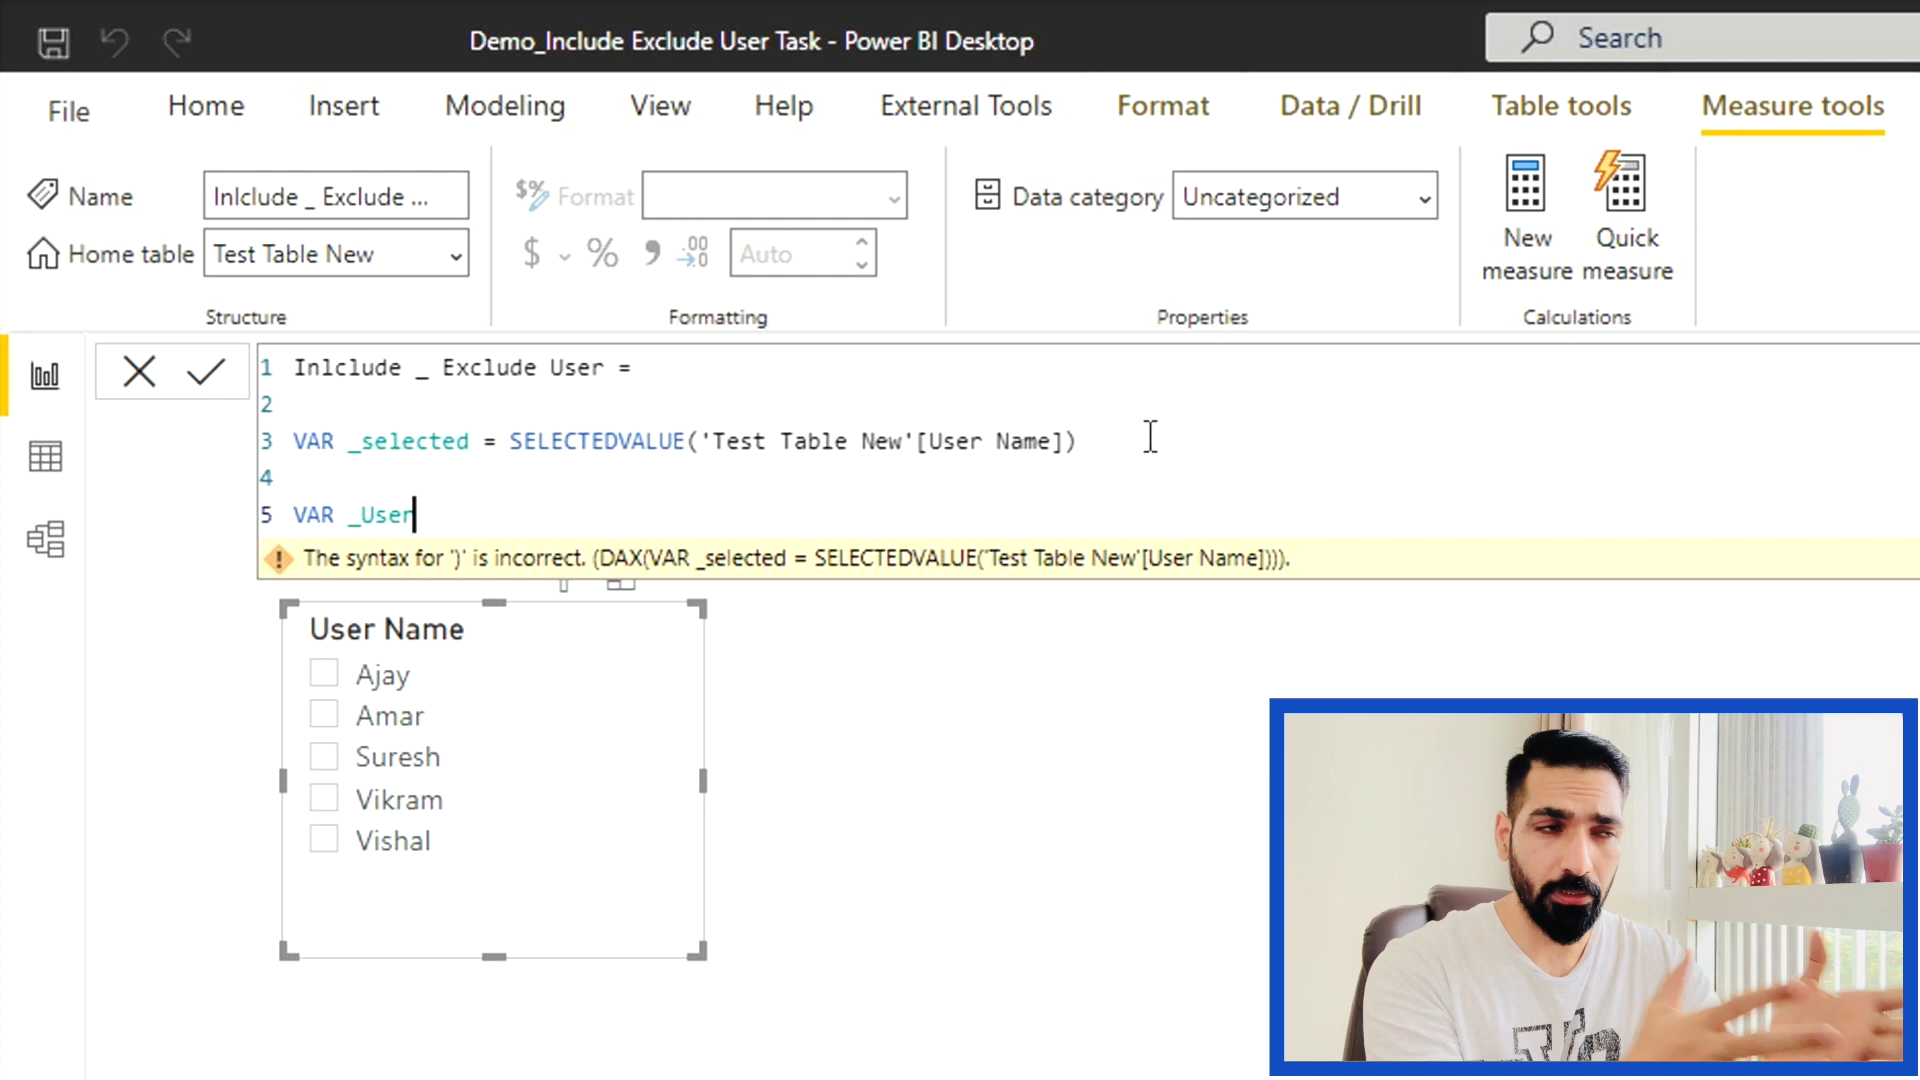 Demo_Include Exclude User Task - Power BI Desktop
Search
File Home Insert Modeling View Help External Tools Format Data / Drill Table tools Measure tools
Name Inlclude _ Exclude ...
Home table Test Table New
Structure
$% Format
$ % , .00 →.0 Auto
Formatting
Data category Uncategorized
Properties
New measure
Quick measure
Calculations
1 Inlclude _ Exclude User =
2
3 VAR _selected = SELECTEDVALUE('Test Table New'[User Name])
4
5 VAR _User
The syntax for ')' is incorrect. (DAX(VAR _selected = SELECTEDVALUE('Test Table New'[User Name]))).
User Name
Ajay
Amar
Suresh
Vikram
Vishal